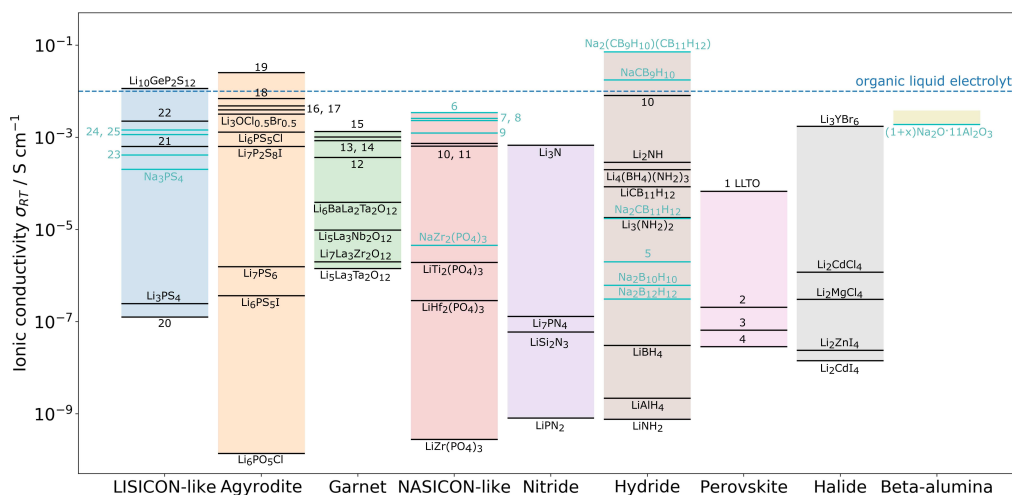 Ionic conductivity σRT / S cm−1
10−1
10−3
10−5
10−7
10−9
organic liquid electrolyt
Li10GeP2S12
22
24, 25
21
23
Na3PS4
Li3PS4
20
LISICON-like
19
18
16, 17
Li3OCl0.5Br0.5
Li6PS5Cl
Li7P2S8I
Li7PS6
Li6PS5I
Li6PO5Cl
Agyrodite
15
13, 14
12
Li6BaLa2Ta2O12
Li5La3Nb2O12
Li7La3Zr2O12
Li5La3Ta2O12
Garnet
6
7, 8
9
10, 11
NaZr2(PO4)3
LiTi2(PO4)3
LiHf2(PO4)3
LiZr(PO4)3
NASICON-like
Li3N
Li7PN4
LiSi2N3
LiPN2
Nitride
Na2(CB9H10)(CB11H12)
NaCB9H10
10
Li2NH
Li4(BH4)(NH2)3
LiCB11H12
Na2CB11H12
Li3(NH2)2
5
Na2B10H10
Na2B12H12
LiBH4
LiAlH4
LiNH2
Hydride
1 LLTO
2
3
4
Perovskite
Li3YBr6
Li2CdCl4
Li2MgCl4
Li2ZnI4
Li2CdI4
Halide
(1+x)Na2O·11Al2O3
Beta-alumina